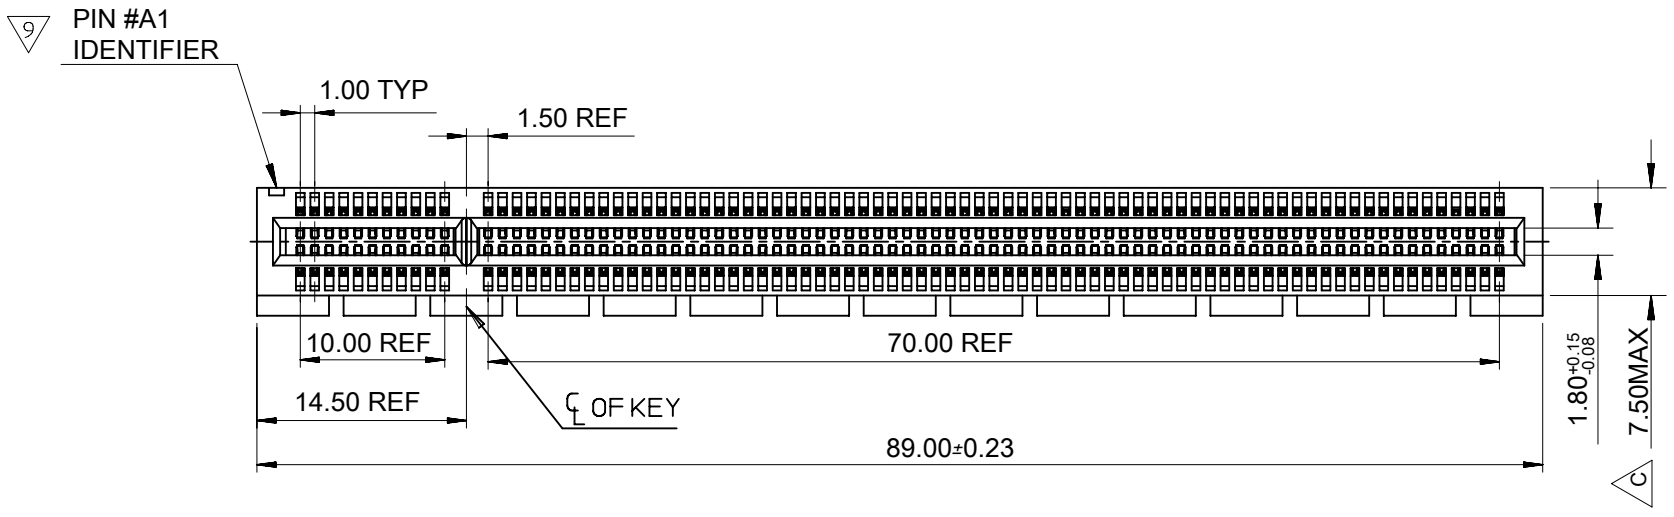 9
PIN #A1
IDENTIFIER
1.00 TYP
1.50 REF
10.00 REF
70.00 REF
14.50 REF
℄ OF KEY
89.00±0.23
1.80+0.15
-0.08
7.50MAX
C